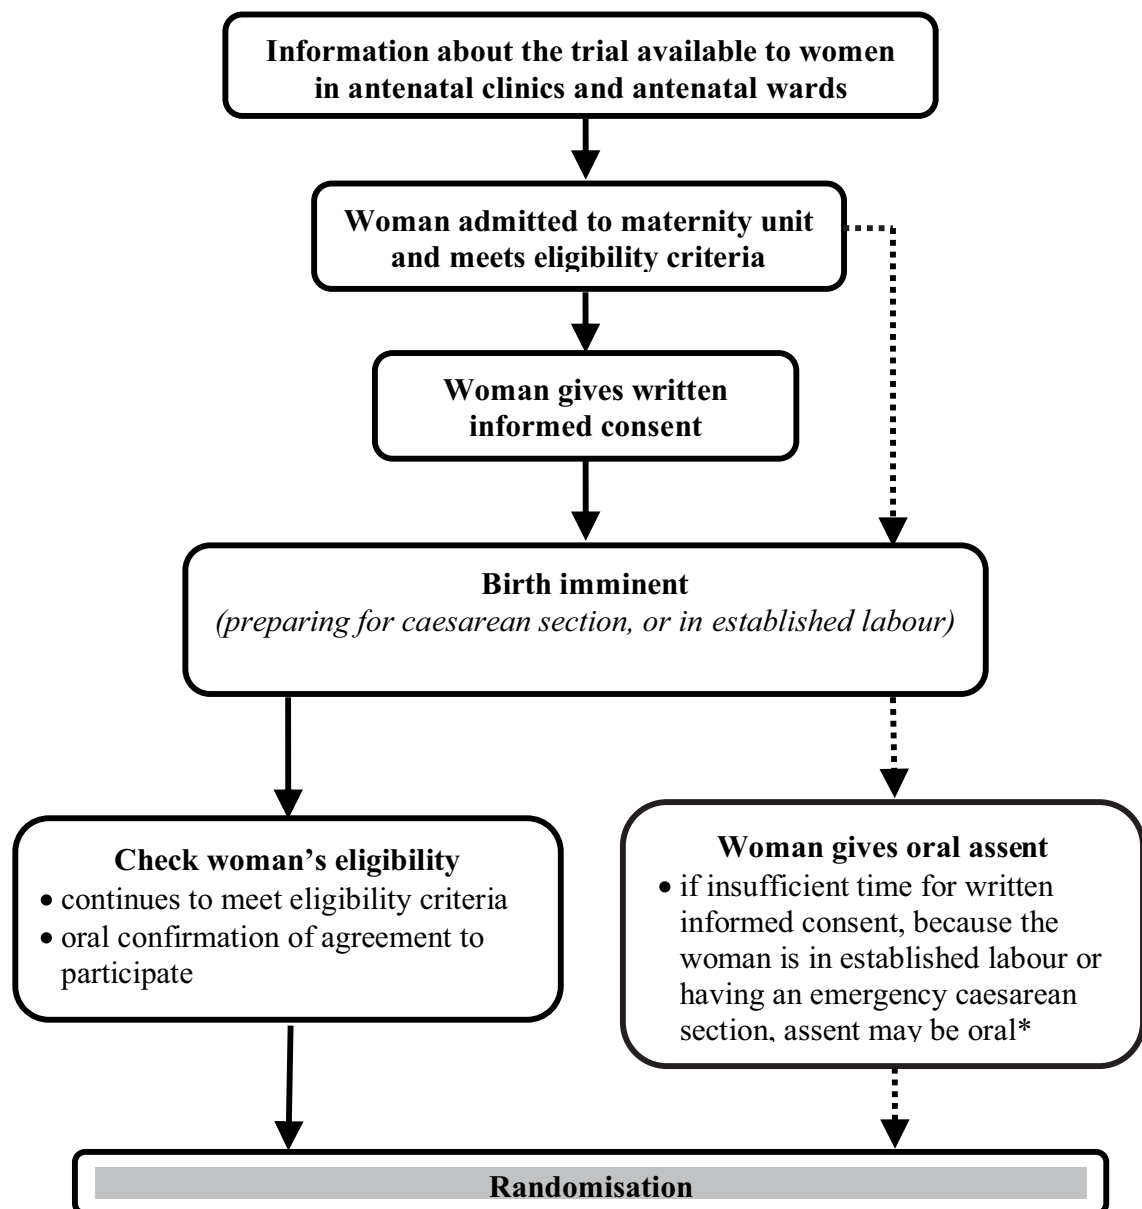 Information about the trial available to women
in antenatal clinics and antenatal wards
Woman admitted to maternity unit
and meets eligibility criteria
Woman gives written
informed consent
Birth imminent
(preparing for caesarean section, or in established labour)
Check woman's eligibility
• continues to meet eligibility criteria
• oral confirmation of agreement to
participate
Woman gives oral assent
• if insufficient time for written
informed consent, because the
woman is in established labour or
having an emergency caesarean
section, assent may be oral*
Randomisation